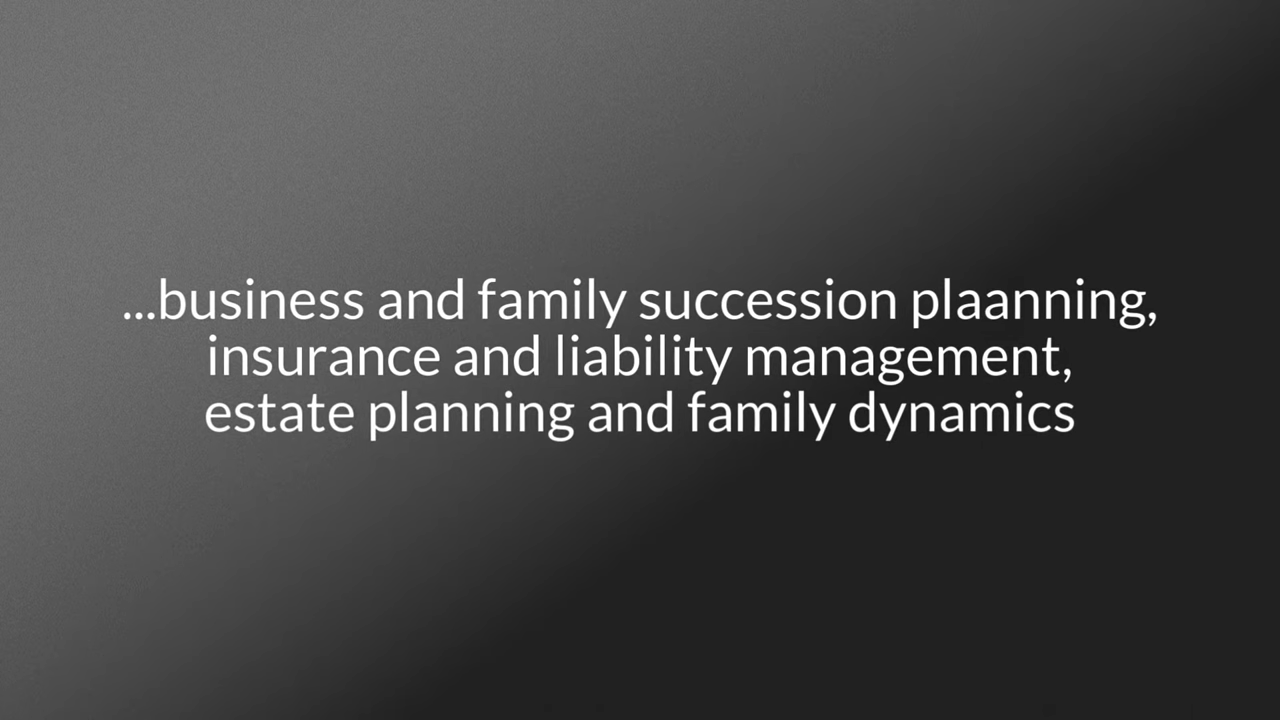 ...business and family succession plaanning,
insurance and liability management,
estate planning and family dynamics